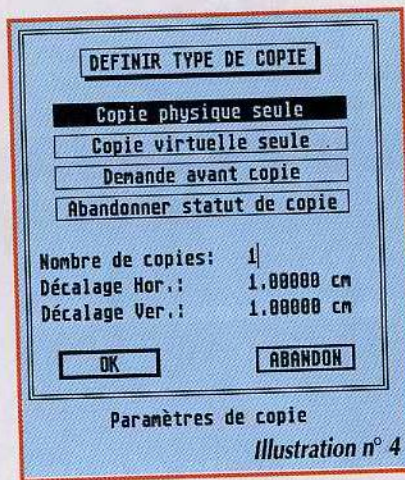 DEFINIR TYPE DE COPIE
Copie physique seule
Copie virtuelle seule
Demande avant copie
Abandonner statut de copie
Nombre de copies: 1
Décalage Hor.: 1.00000 cm
Décalage Ver.: 1.00000 cm
OK ABANDON
Paramètres de copie
Illustration n° 4